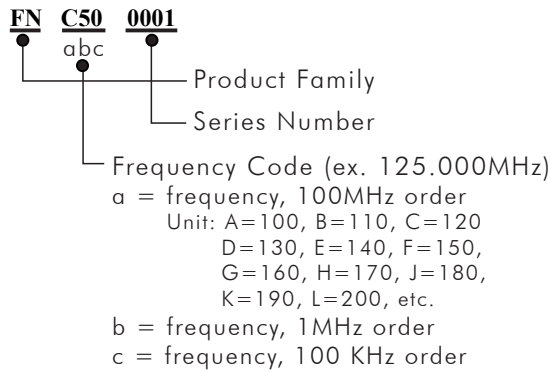 FN C50 0001
abc
Product Family
Series Number
Frequency Code (ex. 125.000MHz)
a = frequency, 100MHz order
Unit: A=100, B=110, C=120
D=130, E=140, F=150,
G=160, H=170, J=180,
K=190, L=200, etc.
b = frequency, 1MHz order
c = frequency, 100 KHz order